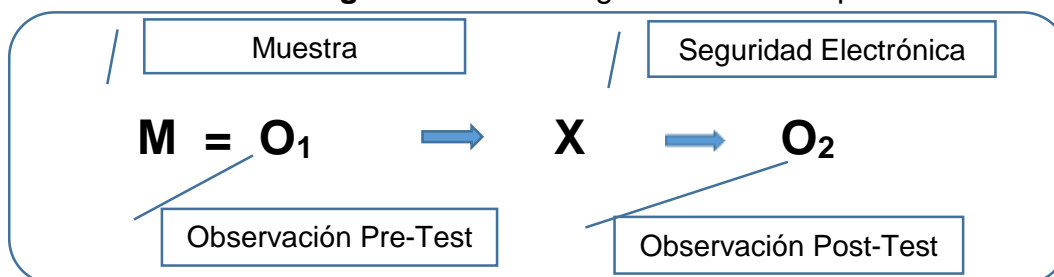 Muestra Seguridad Electrónica
M = O₁ X O₂
Observación Pre-Test Observación Post-Test